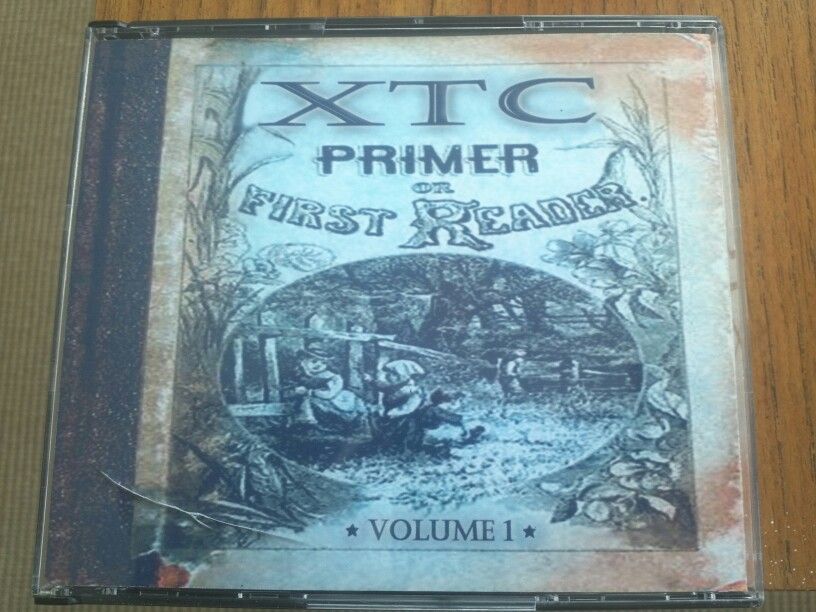 XTC
PRIMER
OR
FIRST READER.
★ VOLUME 1 ★